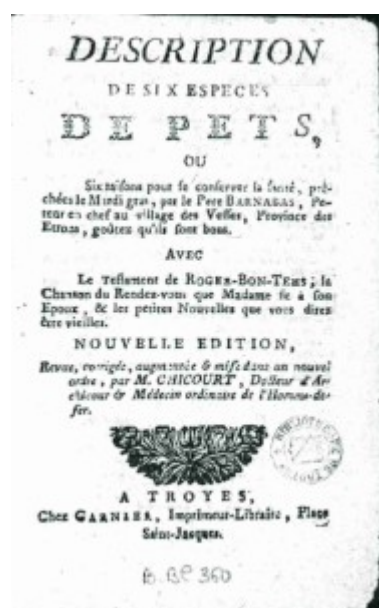 DESCRIPTION
DE SIX ESPECES
DE PETS,
OU
Six raisons pour se conserver la santé, prê-
chées le Mardi gras, par le Pere BARNABAS, Pe-
teur en chef au village des Vesses, Province des
Etrons, goûtez qu'ils sont bons.
AVEC
Le Testament de ROGER-BON-TEMS; la
Chanson du Rendez-vous que Madame fit à son
Epoux, & les petites Nouvelles que vous direz
être vieilles.
NOUVELLE EDITION,
Revue, corrigée, augmentée & mise dans un nouvel
ordre, par M. CHICOURT, Docteur d'Ar-
chicour & Médecin ordinaire de l'Homme-de-
fer.
A TROYES,
Chez GARNIER, Imprimeur-Libraire, Place
Saint-Jacques.
B. BC 360